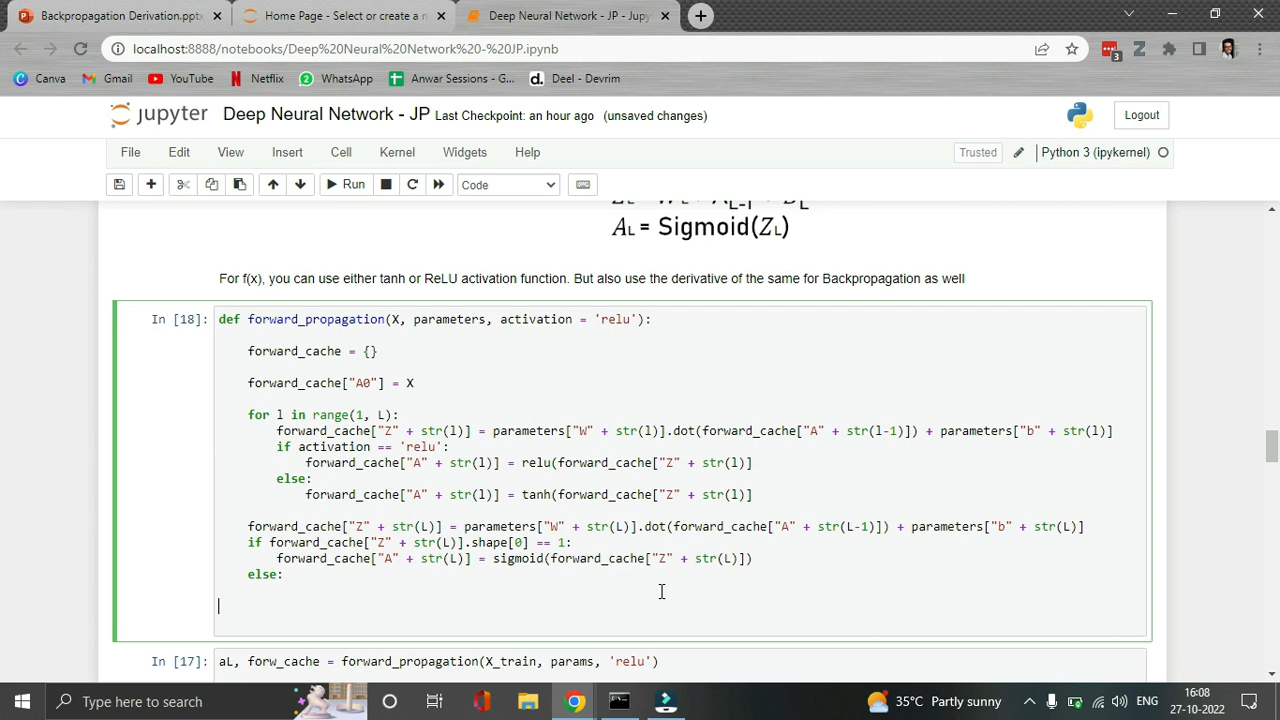 Backpropagation Derivation.pptx
Home Page - Select or create a n
Deep Neural Network - JP - Jupy
localhost:8888/notebooks/Deep%20Neural%20Network%20-%20JP.ipynb
3
Canva
Gmail
YouTube
Netflix
WhatsApp
Anwar Sessions - G...
Deel - Devrim
jupyter
Deep Neural Network - JP
Last Checkpoint: an hour ago
(unsaved changes)
Logout
File
Edit
View
Insert
Cell
Kernel
Widgets
Help
Trusted
Python 3 (ipykernel)
Run
Code
AL = Sigmoid(ZL)
For f(x), you can use either tanh or ReLU activation function. But also use the derivative of the same for Backpropagation as well
In [18]:
def forward_propagation(X, parameters, activation = 'relu'):
forward_cache = {}
forward_cache["A0"] = X
for l in range(1, L):
forward_cache["Z" + str(l)] = parameters["W" + str(l)].dot(forward_cache["A" + str(l-1)]) + parameters["b" + str(l)]
if activation == 'relu':
forward_cache["A" + str(l)] = relu(forward_cache["Z" + str(l)]
else:
forward_cache["A" + str(l)] = tanh(forward_cache["Z" + str(l)]
forward_cache["Z" + str(L)] = parameters["W" + str(L)].dot(forward_cache["A" + str(L-1)]) + parameters["b" + str(L)]
if forward_cache["Z" + str(L)].shape[0] == 1:
forward_cache["A" + str(L)] = sigmoid(forward_cache["Z" + str(L)])
else:
In [17]:
aL, forw_cache = forward_propagation(X_train, params, 'relu')
Type here to search
35°C Partly sunny
ENG
16:08
27-10-2022